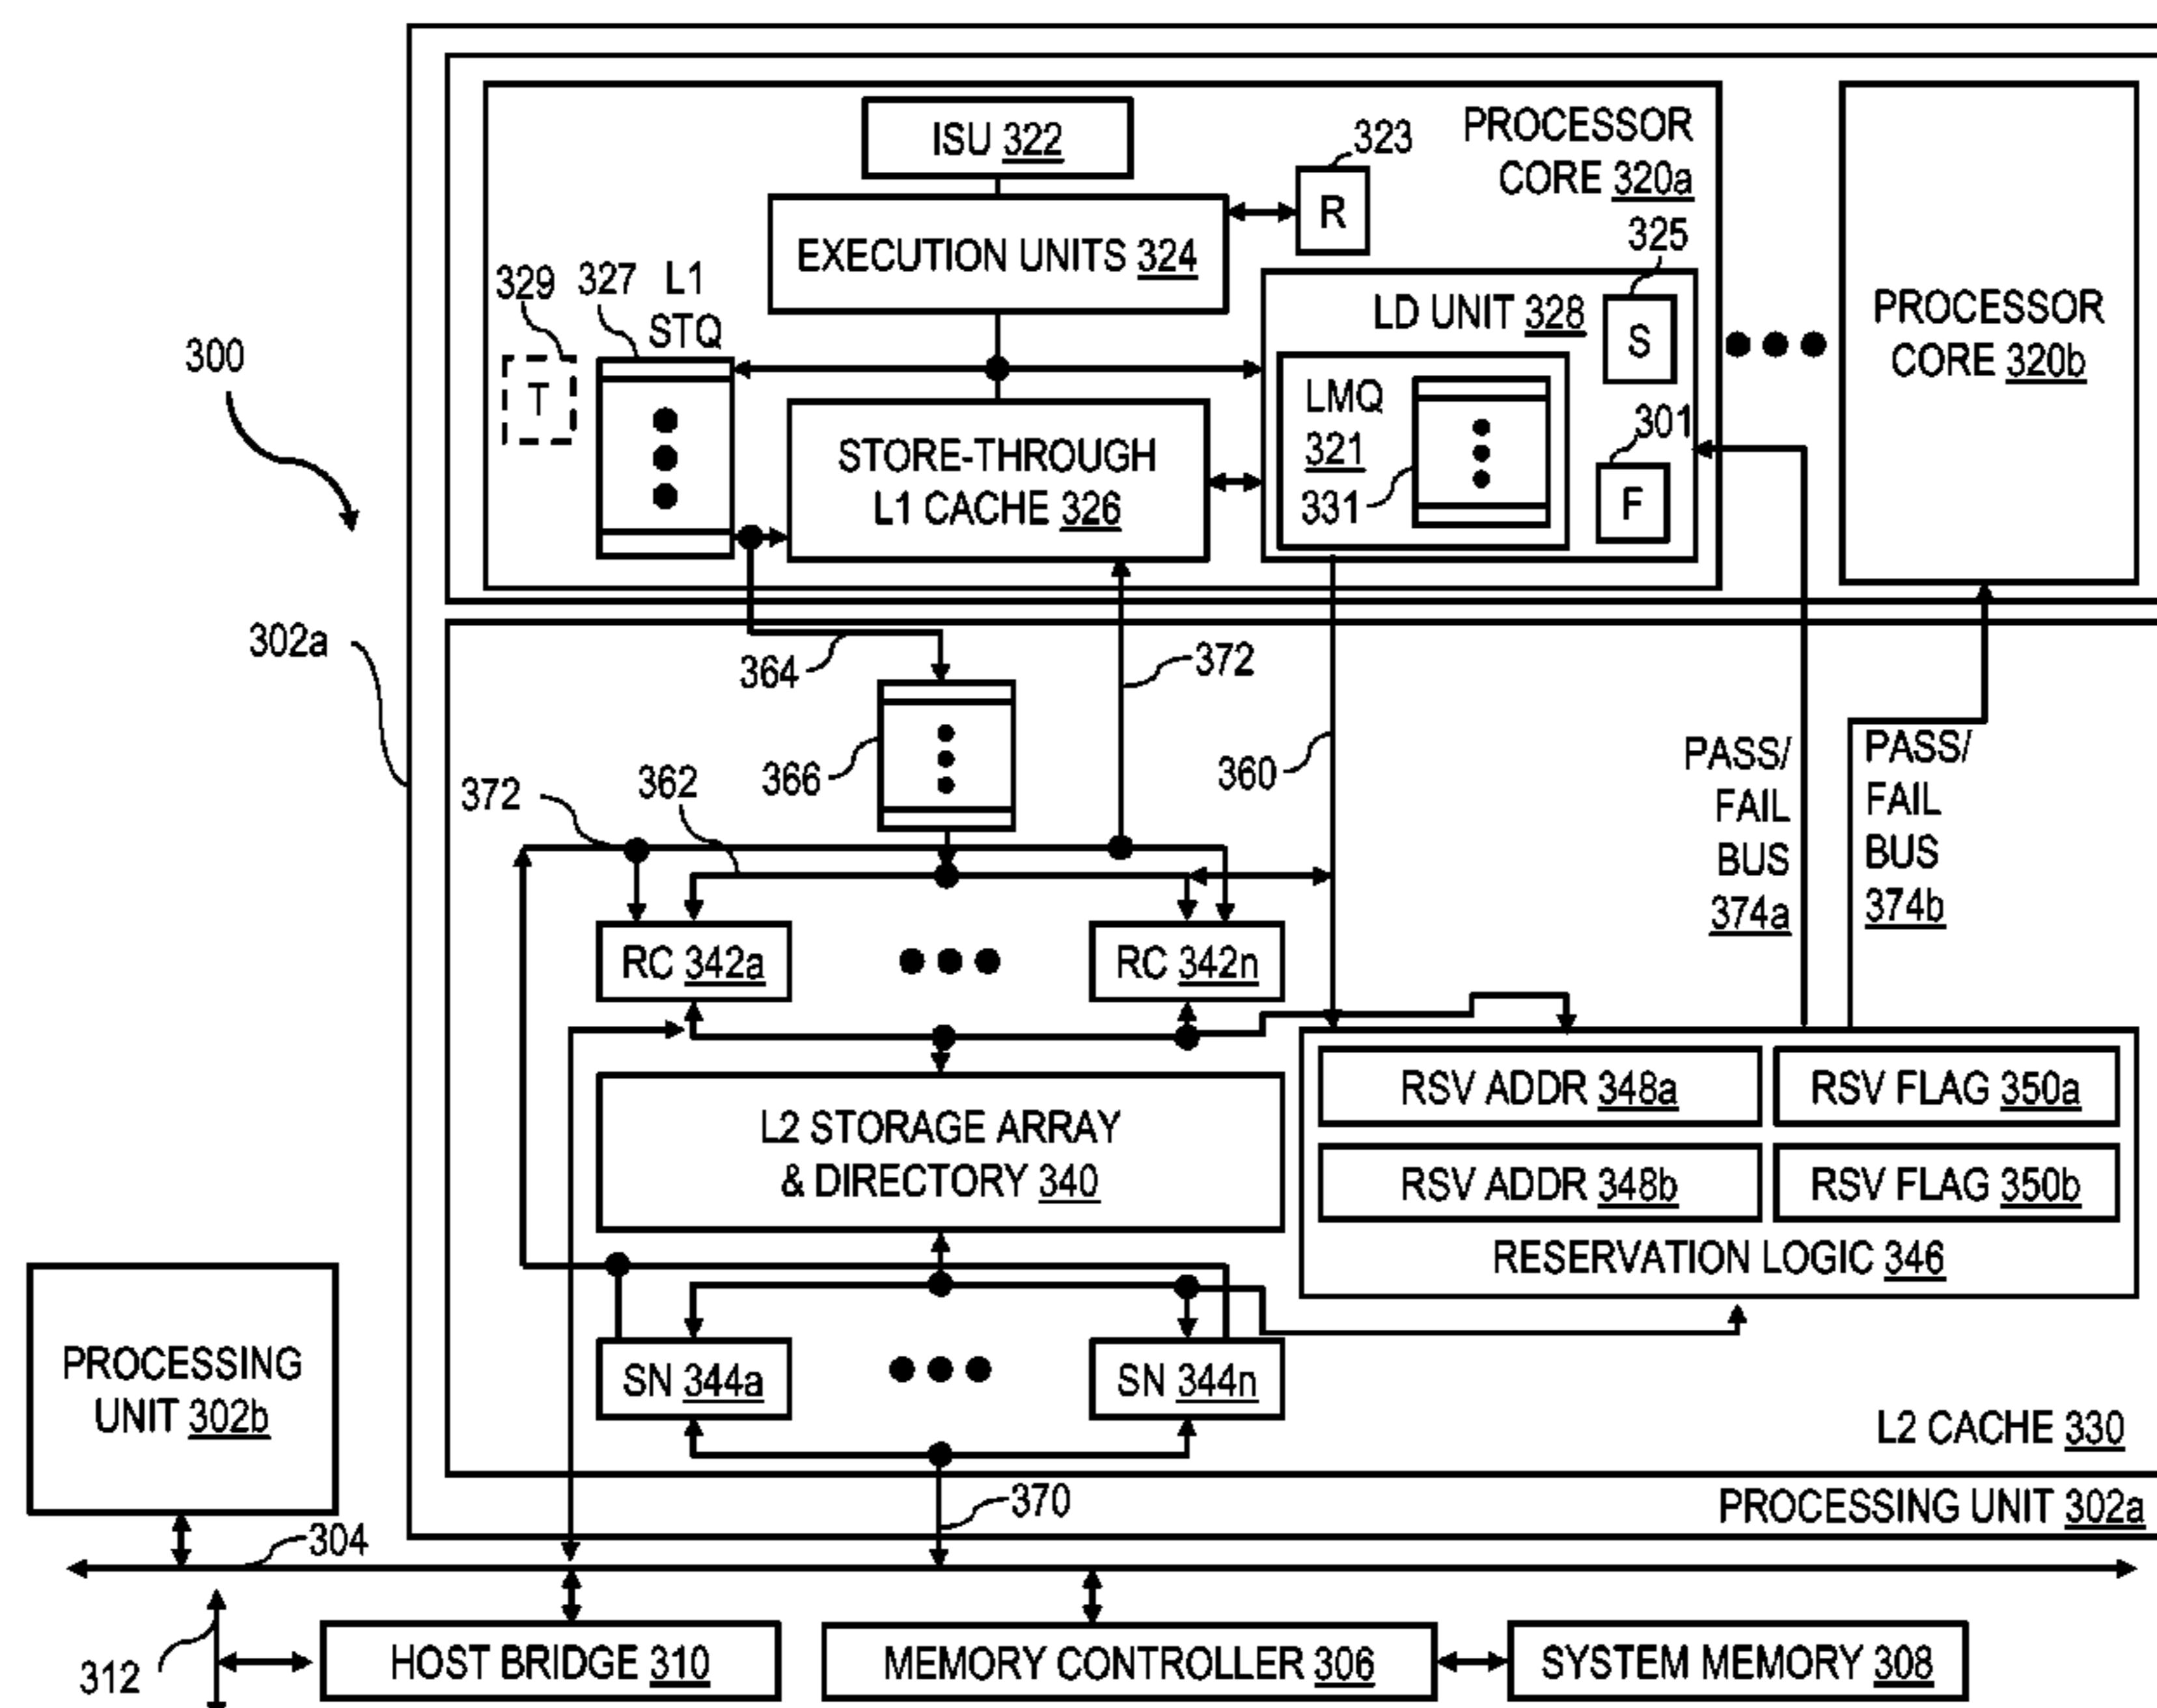 ISU 322
PROCESSOR
CORE 320a
323
R
EXECUTION UNITS 324
325
329
327
L1
STQ
LD UNIT 328
S
PROCESSOR
CORE 320b
300
T
LMQ
321
331
301
F
STORE-THROUGH
L1 CACHE 326
302a
364
372
366
360
372
362
PASS/
FAIL
BUS
374a
PASS/
FAIL
BUS
374b
RC 342a
RC 342n
RSV ADDR 348a
RSV FLAG 350a
L2 STORAGE ARRAY
& DIRECTORY 340
RSV ADDR 348b
RSV FLAG 350b
RESERVATION LOGIC 346
PROCESSING
UNIT 302b
SN 344a
SN 344n
L2 CACHE 330
370
PROCESSING UNIT 302a
304
312
HOST BRIDGE 310
MEMORY CONTROLLER 306
SYSTEM MEMORY 308